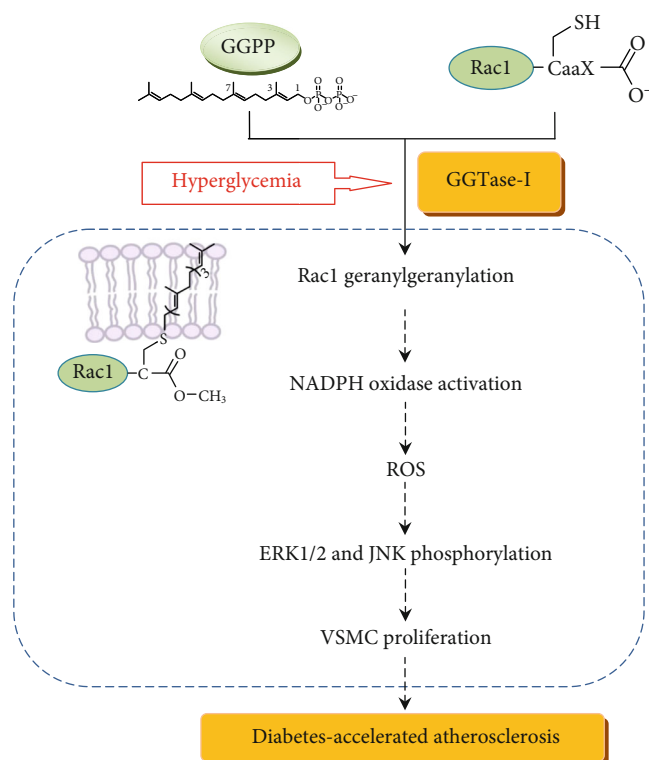 GGPP
SH
Rac1
CaaX
O
O⁻
7
3
1
O
P
O
P
O⁻
O
O
O⁻
O⁻
Hyperglycemia
GGTase-I
Rac1 geranylgeranylation
3
S
Rac1
C
O
O
CH₃
NADPH oxidase activation
ROS
ERK1/2 and JNK phosphorylation
VSMC proliferation
Diabetes-accelerated atherosclerosis